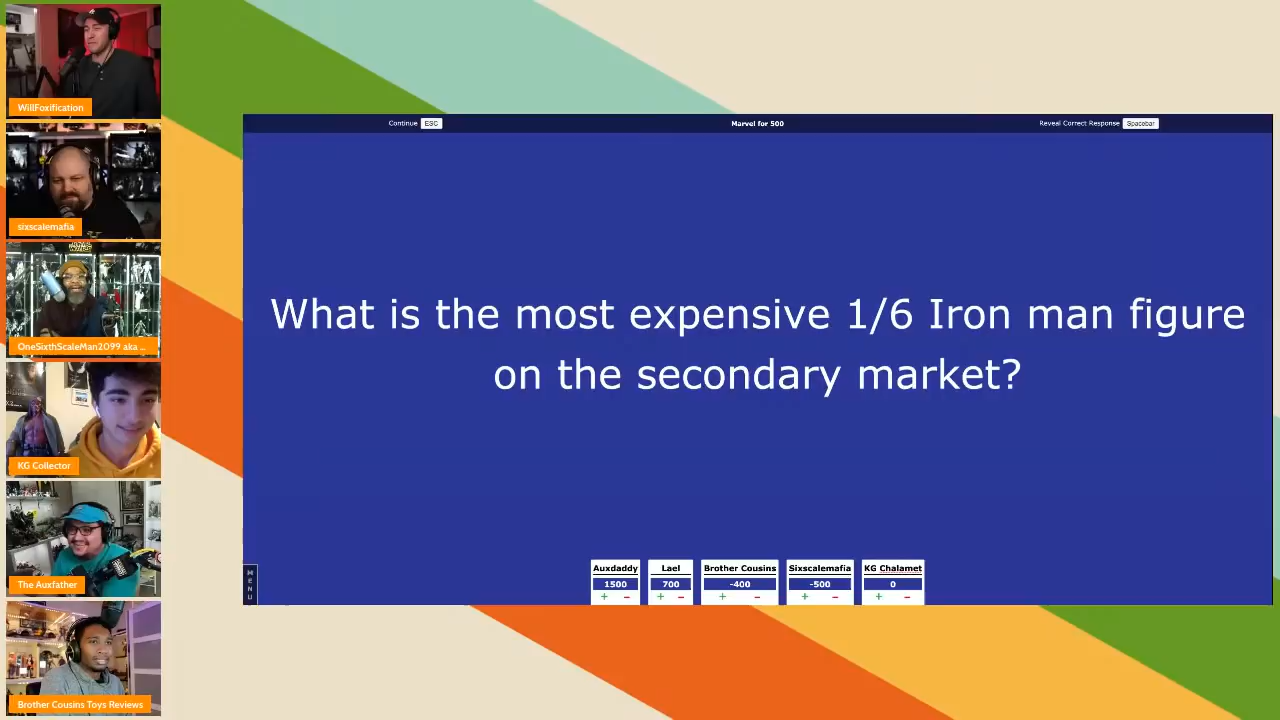 WillFoxification
sixscalemafia
OneSixthScaleMan2099 aka ...
KG Collector
The Auxfather
Brother Cousins Toys Reviews
Continue ESC
Marvel for 500
Reveal Correct Response Spacebar
What is the most expensive 1/6 Iron man figure
on the secondary market?
MENU
Auxdaddy Lael Brother Cousins Sixscalemafia KG Chalamet
1500 700 -400 -500 0
+ − + − + − + − + −